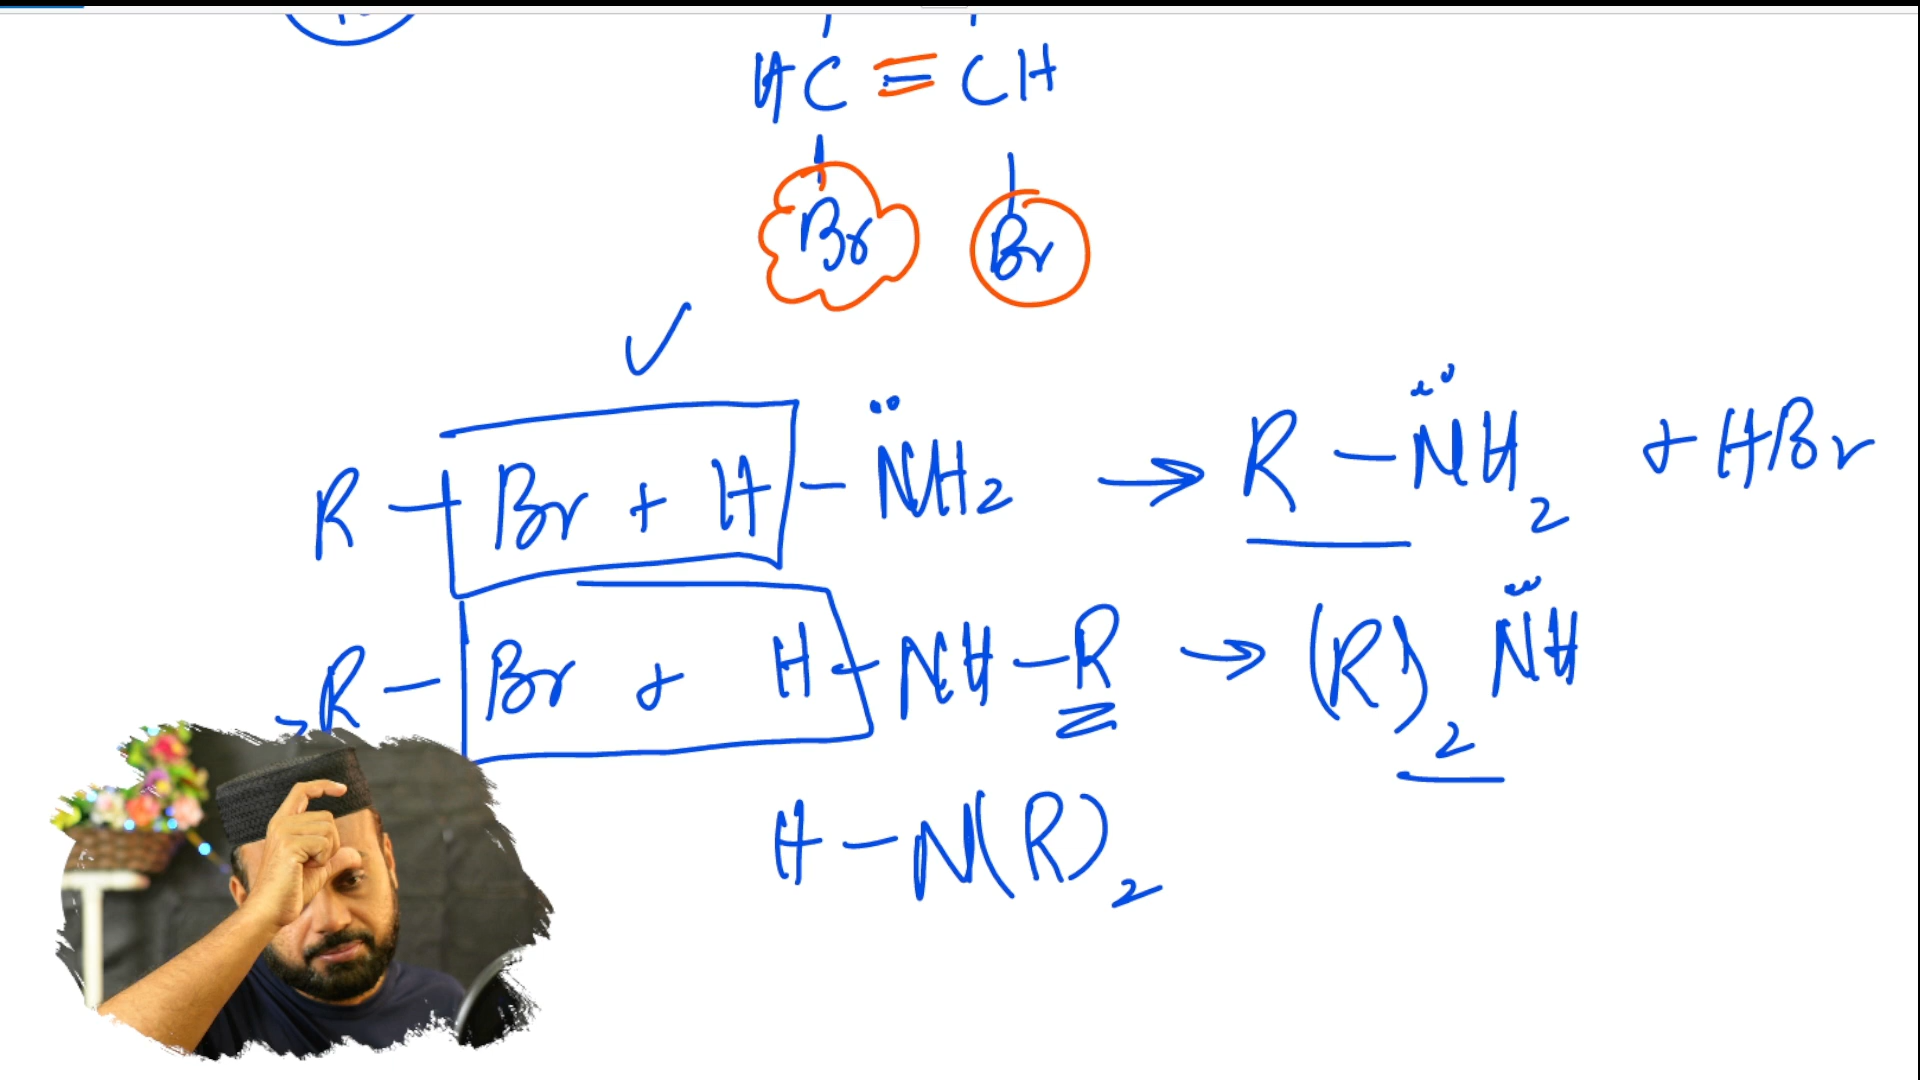 HC ≡ CH
Br Br
R - Br + H - N̈H₂ → R - N̈H₂ + HBr
R - Br + H - NH - R → (R)₂ N̈H
H - N(R)₂